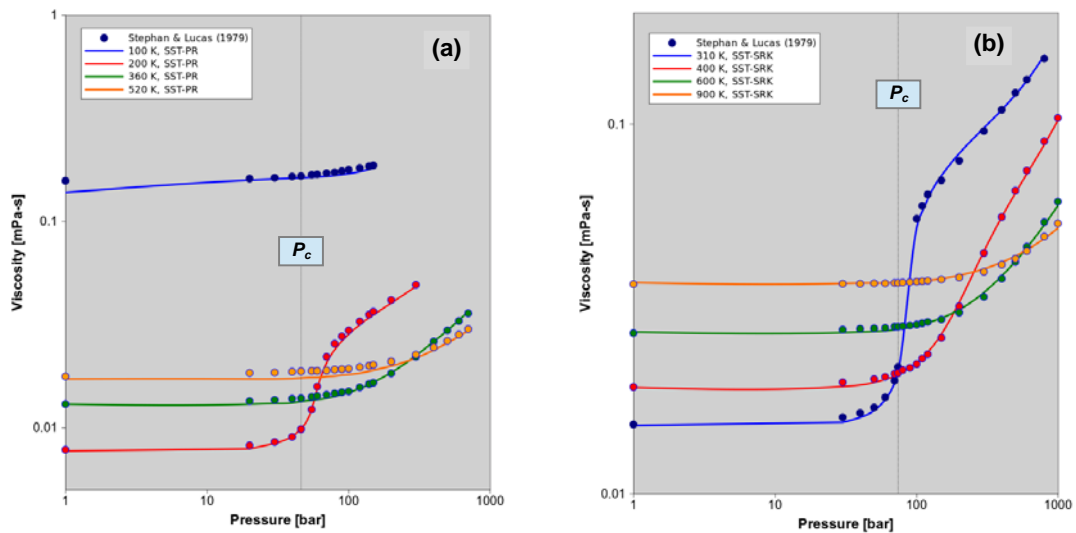 (a)
Stephan & Lucas (1979)
100 K, SST-PR
200 K, SST-PR
360 K, SST-PR
520 K, SST-PR
Pc
Viscosity [mPa-s]
1
0.1
0.01
1
10
100
1000
Pressure [bar]
(b)
Stephan & Lucas (1979)
310 K, SST-SRK
400 K, SST-SRK
600 K, SST-SRK
900 K, SST-SRK
Pc
Viscosity [mPa-s]
0.1
0.01
1
10
100
1000
Pressure [bar]